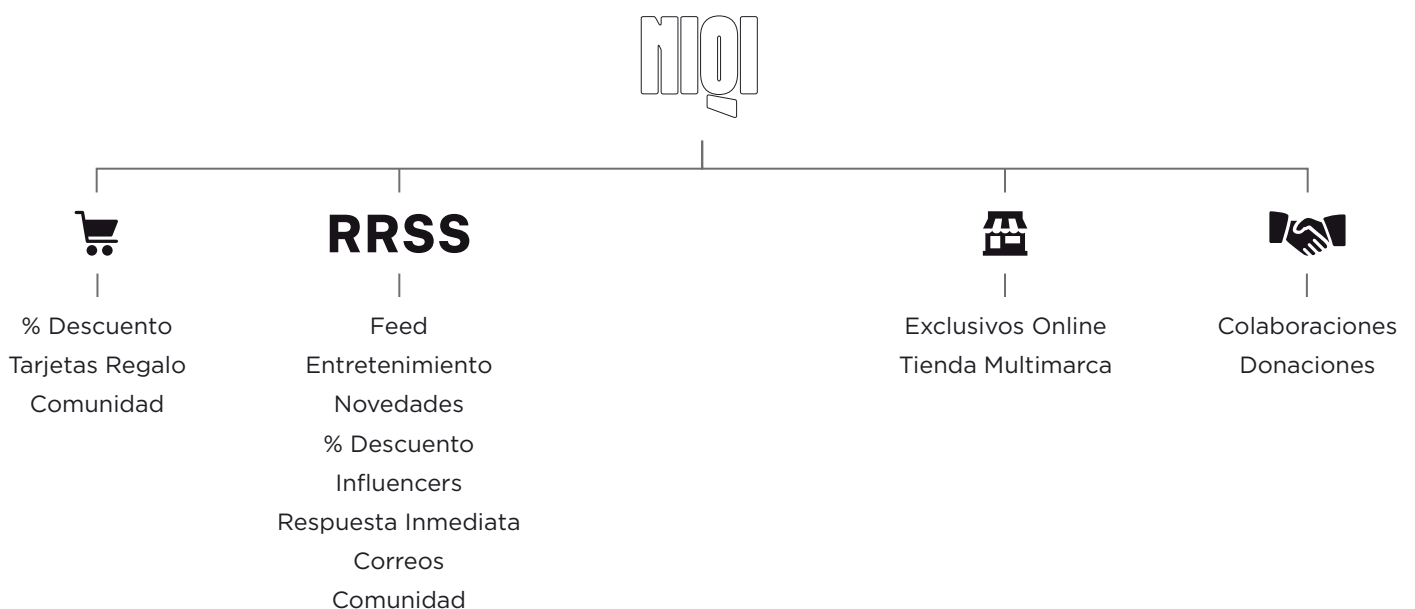 NIQI
RRSS
% Descuento
Tarjetas Regalo
Comunidad
Feed
Entretenimiento
Novedades
% Descuento
Influencers
Respuesta Inmediata
Correos
Comunidad
Exclusivos Online
Tienda Multimarca
Colaboraciones
Donaciones